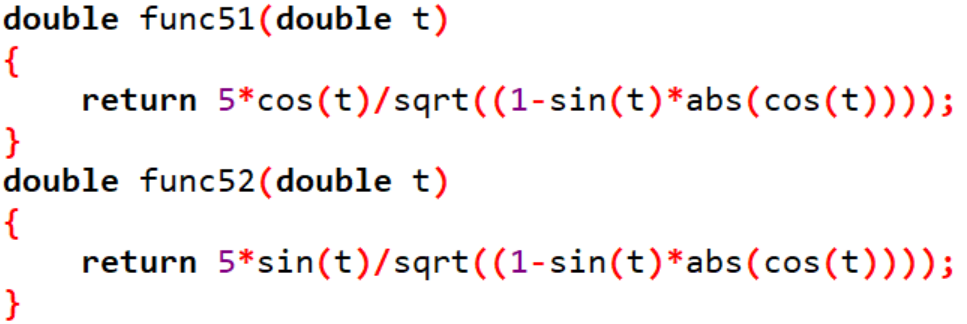 double func51(double t)
{
    return 5*cos(t)/sqrt((1-sin(t)*abs(cos(t))));
}
double func52(double t)
{
    return 5*sin(t)/sqrt((1-sin(t)*abs(cos(t))));
}